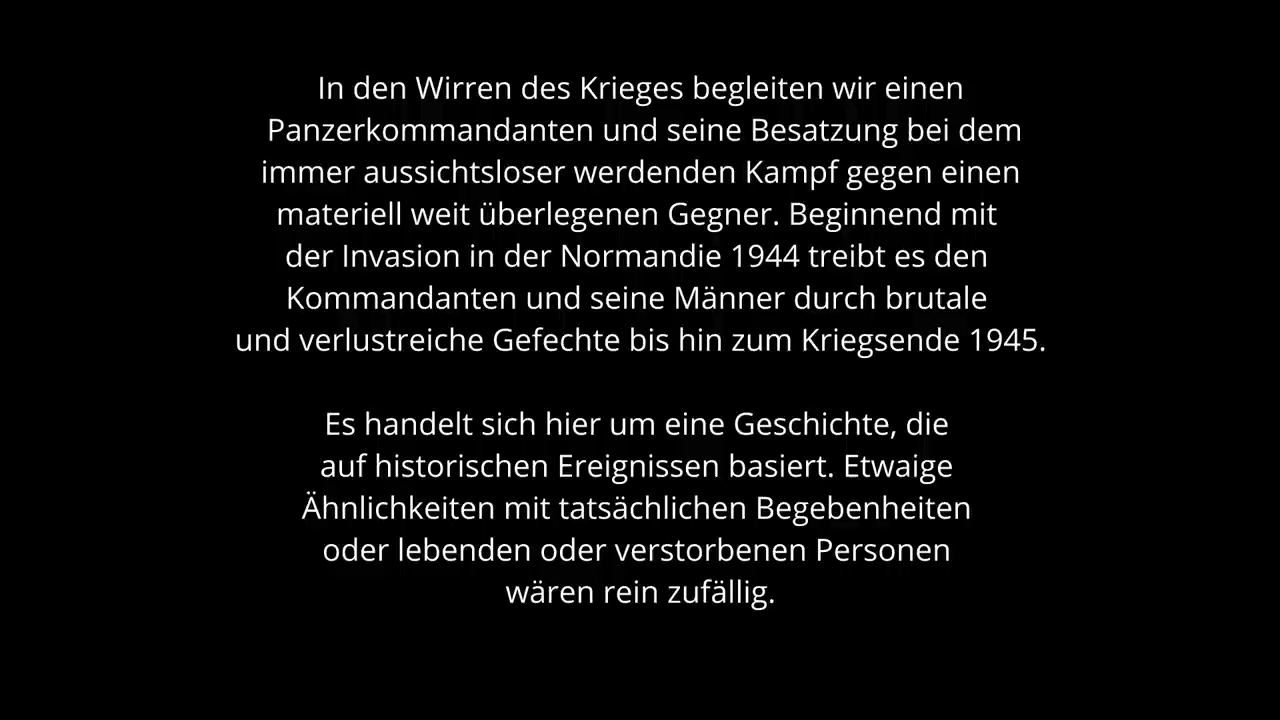 In den Wirren des Krieges begleiten wir einen
Panzerkommandanten und seine Besatzung bei dem
immer aussichtsloser werdenden Kampf gegen einen
materiell weit überlegenen Gegner. Beginnend mit
der Invasion in der Normandie 1944 treibt es den
Kommandanten und seine Männer durch brutale
und verlustreiche Gefechte bis hin zum Kriegsende 1945.
Es handelt sich hier um eine Geschichte, die
auf historischen Ereignissen basiert. Etwaige
Ähnlichkeiten mit tatsächlichen Begebenheiten
oder lebenden oder verstorbenen Personen
wären rein zufällig.